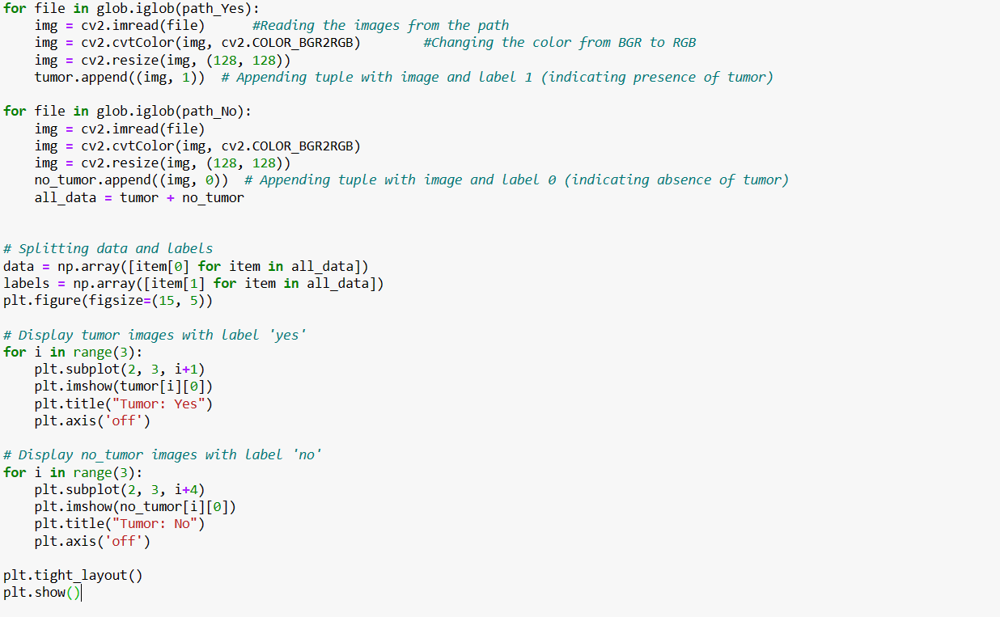 for file in glob.iglob(path_Yes):
    img = cv2.imread(file)      #Reading the images from the path
    img = cv2.cvtColor(img, cv2.COLOR_BGR2RGB)        #Changing the color from BGR to RGB
    img = cv2.resize(img, (128, 128))
    tumor.append((img, 1))  # Appending tuple with image and label 1 (indicating presence of tumor)

for file in glob.iglob(path_No):
    img = cv2.imread(file)
    img = cv2.cvtColor(img, cv2.COLOR_BGR2RGB)
    img = cv2.resize(img, (128, 128))
    no_tumor.append((img, 0))  # Appending tuple with image and label 0 (indicating absence of tumor)
    all_data = tumor + no_tumor


# Splitting data and labels
data = np.array([item[0] for item in all_data])
labels = np.array([item[1] for item in all_data])
plt.figure(figsize=(15, 5))

# Display tumor images with label 'yes'
for i in range(3):
    plt.subplot(2, 3, i+1)
    plt.imshow(tumor[i][0])
    plt.title("Tumor: Yes")
    plt.axis('off')

# Display no_tumor images with label 'no'
for i in range(3):
    plt.subplot(2, 3, i+4)
    plt.imshow(no_tumor[i][0])
    plt.title("Tumor: No")
    plt.axis('off')

plt.tight_layout()
plt.show()